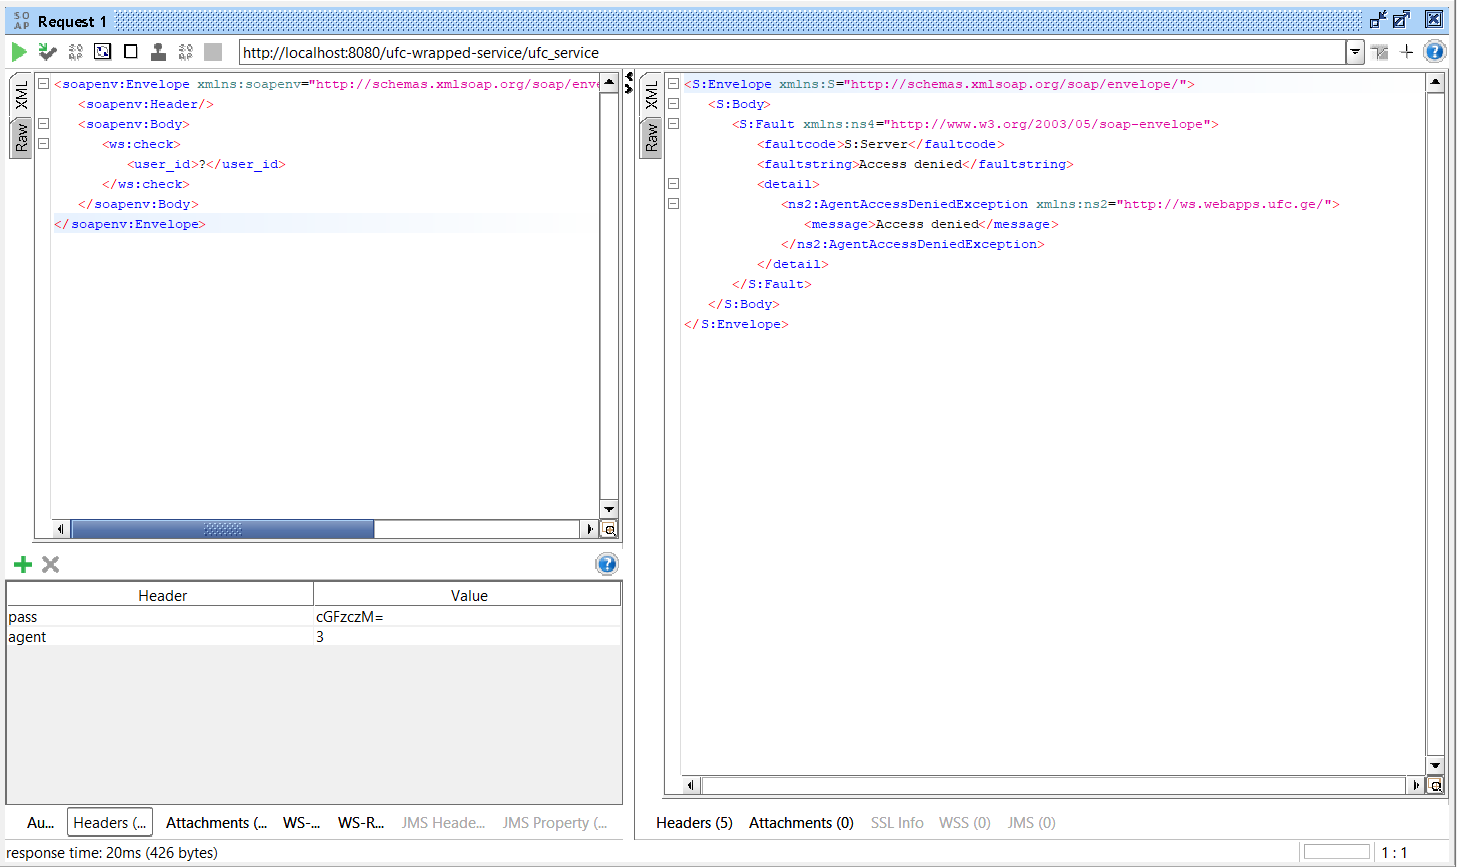 SO
AP Request 1
http://localhost:8080/ufc-wrapped-service/ufc_service
XML
Raw
<soapenv:Envelope xmlns:soapenv="http://schemas.xmlsoap.org/soap/enve
<soapenv:Header/>
<soapenv:Body>
<ws:check>
<user_id>?</user_id>
</ws:check>
</soapenv:Body>
</soapenv:Envelope>
Header Value
pass cGFzczM=
agent 3
Au... Headers (... Attachments (... WS-... WS-R... JMS Heade... JMS Property (...
XML
Raw
<S:Envelope xmlns:S="http://schemas.xmlsoap.org/soap/envelope/">
<S:Body>
<S:Fault xmlns:ns4="http://www.w3.org/2003/05/soap-envelope">
<faultcode>S:Server</faultcode>
<faultstring>Access denied</faultstring>
<detail>
<ns2:AgentAccessDeniedException xmlns:ns2="http://ws.webapps.ufc.ge/">
<message>Access denied</message>
</ns2:AgentAccessDeniedException>
</detail>
</S:Fault>
</S:Body>
</S:Envelope>
Headers (5) Attachments (0) SSL Info WSS (0) JMS (0)
response time: 20ms (426 bytes)
1 : 1